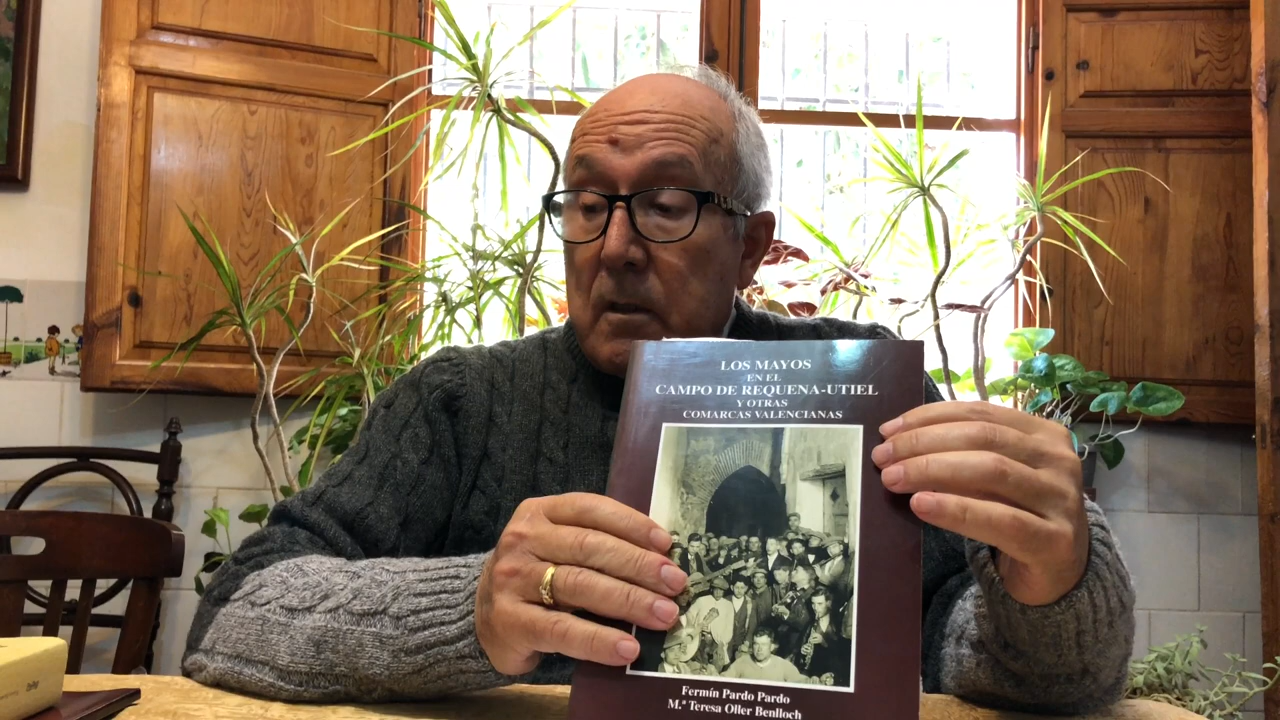 LOS MAYOS
EN EL
CAMPO DE REQUENA-UTIEL
Y OTRAS
COMARCAS VALENCIANAS
Fermín Pardo Pardo
M.ª Teresa Oller Benlloch